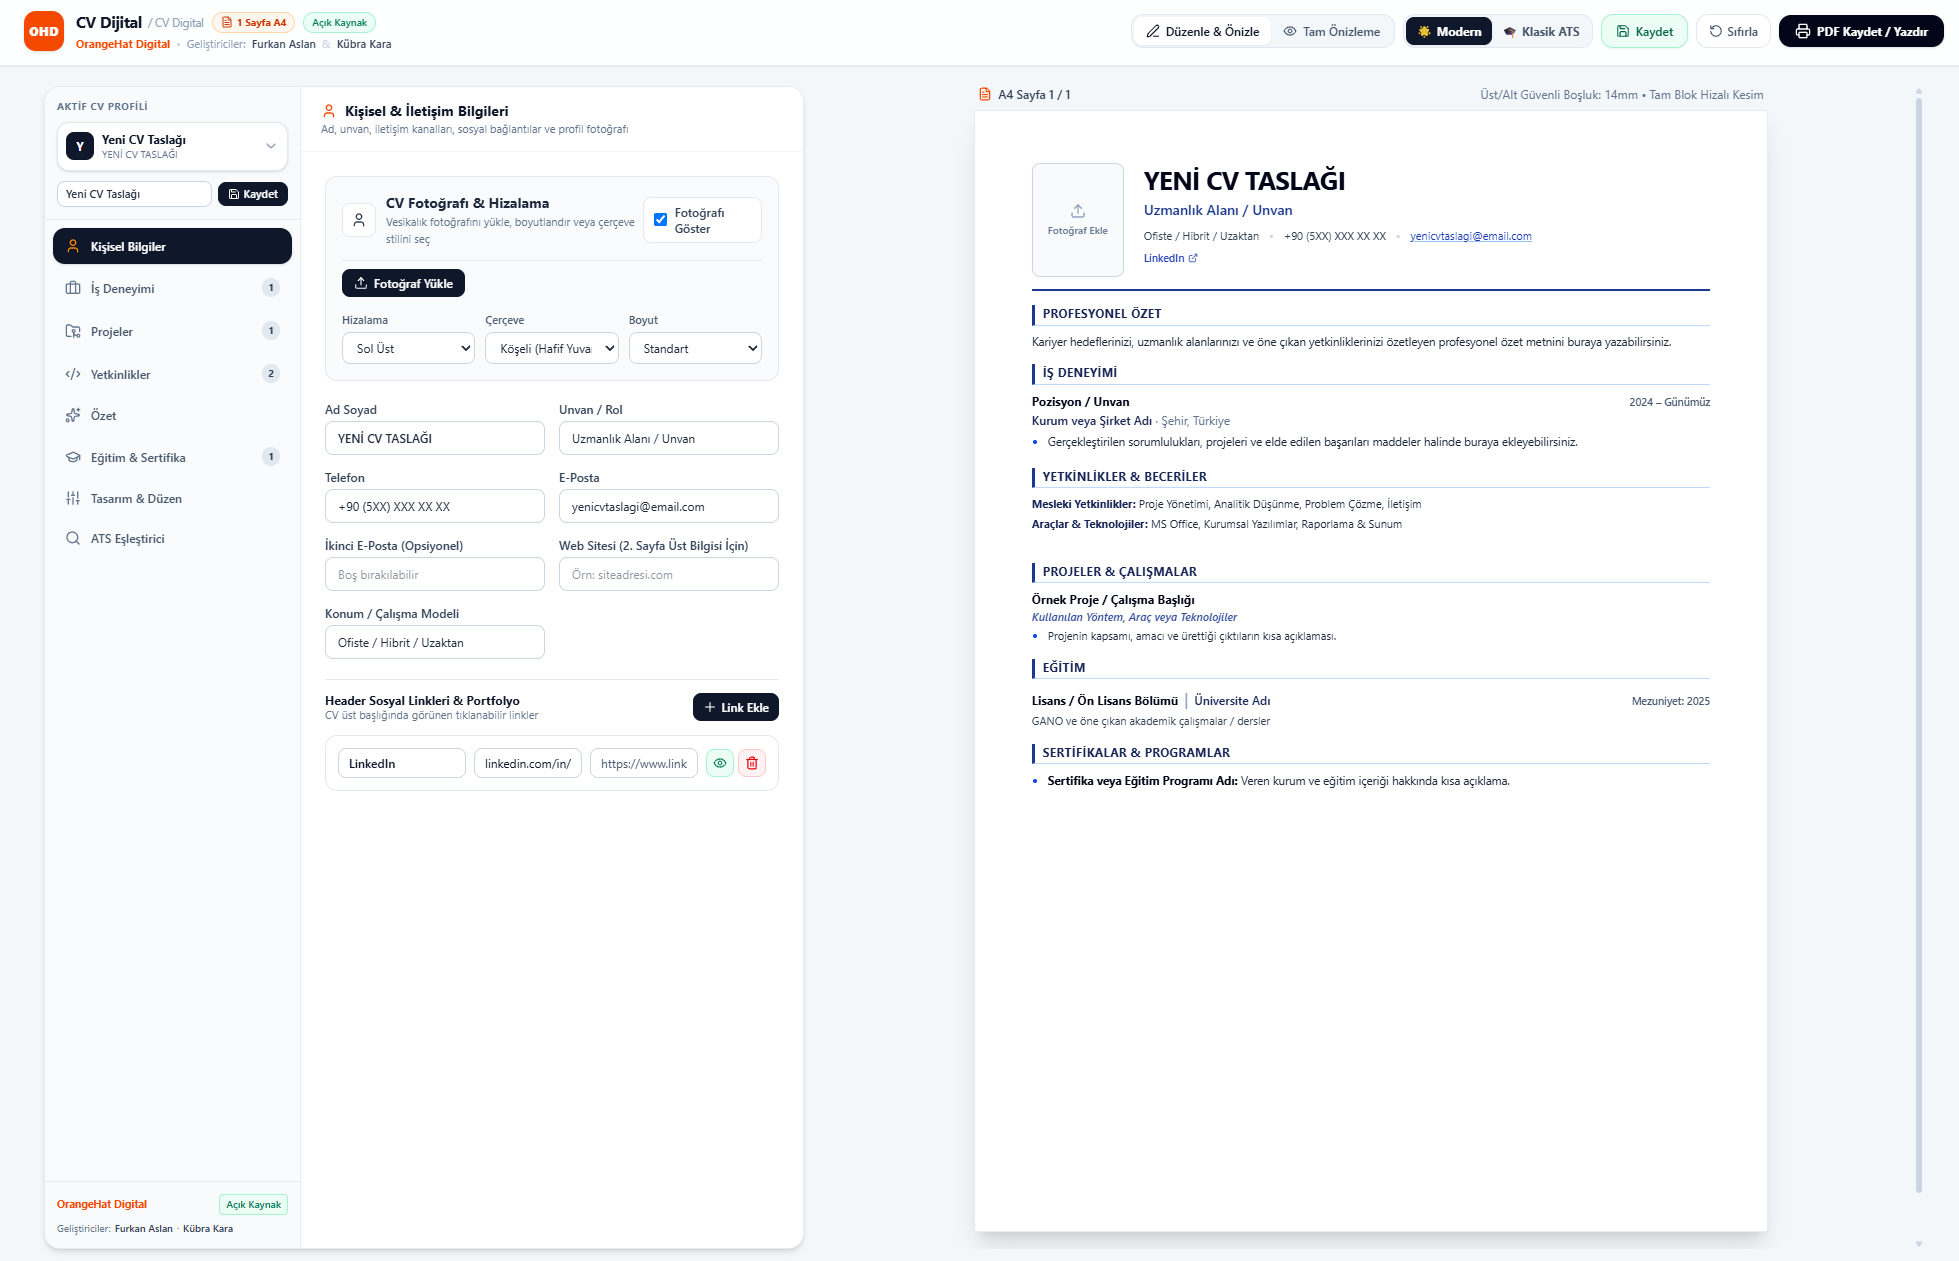 OHD
CV Dijital / CV Digital
1 Sayfa A4
Açık Kaynak
OrangeHat Digital • Geliştiriciler: Furkan Aslan & Kübra Kara
Düzenle & Önizle
Tam Önizleme
Modern
Klasik ATS
Kaydet
Sıfırla
PDF Kaydet / Yazdır
AKTİF CV PROFİLİ
Y
Yeni CV Taslağı
YENİ CV TASLAĞI
Yeni CV Taslağı
Kaydet
Kişisel Bilgiler
İş Deneyimi 1
Projeler 1
Yetkinlikler 2
Özet
Eğitim & Sertifika 1
Tasarım & Düzen
ATS Eşleştirici
OrangeHat Digital
Açık Kaynak
Geliştiriciler: Furkan Aslan · Kübra Kara
Kişisel & İletişim Bilgileri
Ad, unvan, iletişim kanalları, sosyal bağlantılar ve profil fotoğrafı
CV Fotoğrafı & Hizalama
Vesikalık fotoğrafını yükle, boyutlandır veya çerçeve
stilini seç
Fotoğrafı
Göster
Fotoğraf Yükle
Hizalama
Çerçeve
Boyut
Sol Üst
Köşeli (Hafif Yuva
Standart
Ad Soyad
Unvan / Rol
YENİ CV TASLAĞI
Uzmanlık Alanı / Unvan
Telefon
E-Posta
+90 (5XX) XXX XX XX
yenicvtaslagi@email.com
İkinci E-Posta (Opsiyonel)
Web Sitesi (2. Sayfa Üst Bilgisi İçin)
Boş bırakılabilir
Örn: siteadresi.com
Konum / Çalışma Modeli
Ofiste / Hibrit / Uzaktan
Header Sosyal Linkleri & Portfolyo
CV üst başlığında görünen tıklanabilir linkler
Link Ekle
LinkedIn
linkedin.com/in/
https://www.link
A4 Sayfa 1 / 1
Üst/Alt Güvenli Boşluk: 14mm • Tam Blok Hizalı Kesim
Fotoğraf Ekle
YENİ CV TASLAĞI
Uzmanlık Alanı / Unvan
Ofiste / Hibrit / Uzaktan • +90 (5XX) XXX XX XX • yenicvtaslagi@email.com
LinkedIn
PROFESYONEL ÖZET
Kariyer hedeflerinizi, uzmanlık alanlarınızı ve öne çıkan yetkinliklerinizi özetleyen profesyonel özet metnini buraya yazabilirsiniz.
İŞ DENEYİMİ
Pozisyon / Unvan
2024 – Günümüz
Kurum veya Şirket Adı · Şehir, Türkiye
• Gerçekleştirilen sorumlulukları, projeleri ve elde edilen başarıları maddeler halinde buraya ekleyebilirsiniz.
YETKİNLİKLER & BECERİLER
Mesleki Yetkinlikler: Proje Yönetimi, Analitik Düşünme, Problem Çözme, İletişim
Araçlar & Teknolojiler: MS Office, Kurumsal Yazılımlar, Raporlama & Sunum
PROJELER & ÇALIŞMALAR
Örnek Proje / Çalışma Başlığı
Kullanılan Yöntem, Araç veya Teknolojiler
• Projenin kapsamı, amacı ve ürettiği çıktıların kısa açıklaması.
EĞİTİM
Lisans / Ön Lisans Bölümü | Üniversite Adı
Mezuniyet: 2025
GANO ve öne çıkan akademik çalışmalar / dersler
SERTİFİKALAR & PROGRAMLAR
• Sertifika veya Eğitim Programı Adı: Veren kurum ve eğitim içeriği hakkında kısa açıklama.